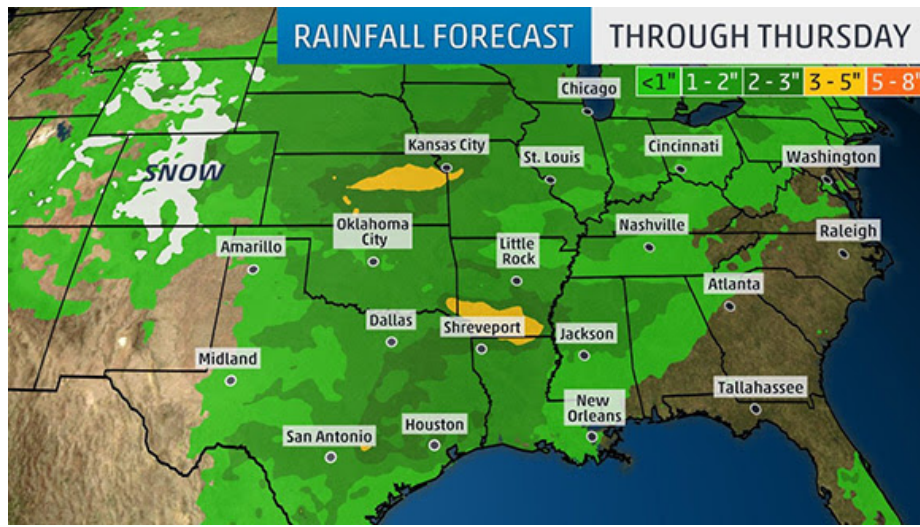 RAINFALL FORECAST THROUGH THURSDAY
<1" 1 - 2" 2 - 3" 3 - 5" 5 - 8"
Chicago
Kansas City
St. Louis
Cincinnati
Washington
SNOW
Oklahoma
City
Nashville
Raleigh
Amarillo
Little
Rock
Atlanta
Dallas
Shreveport
Jackson
Midland
Tallahassee
New
Orleans
San Antonio
Houston